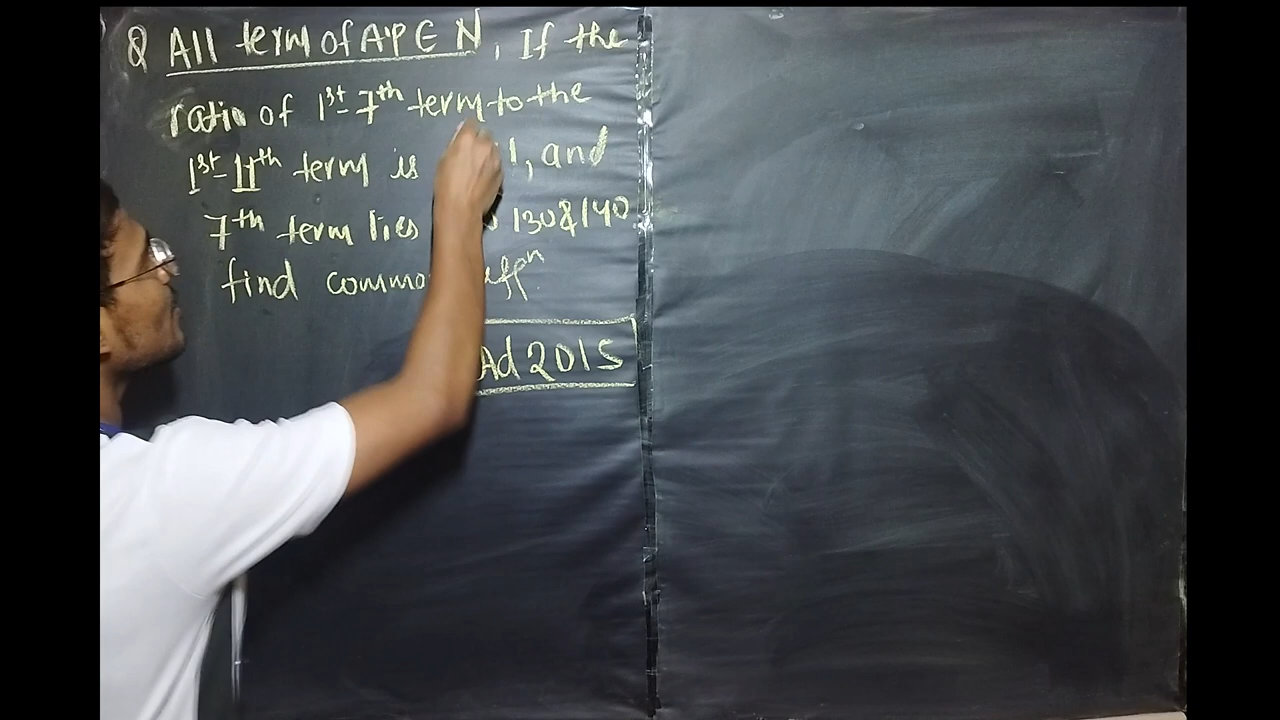 Q All term of A.P ∈ N, If the
ratio of 1st 7th term to the
1st 11th term is 1, and
7th term lies 130 & 140
find commo
Ad 2015